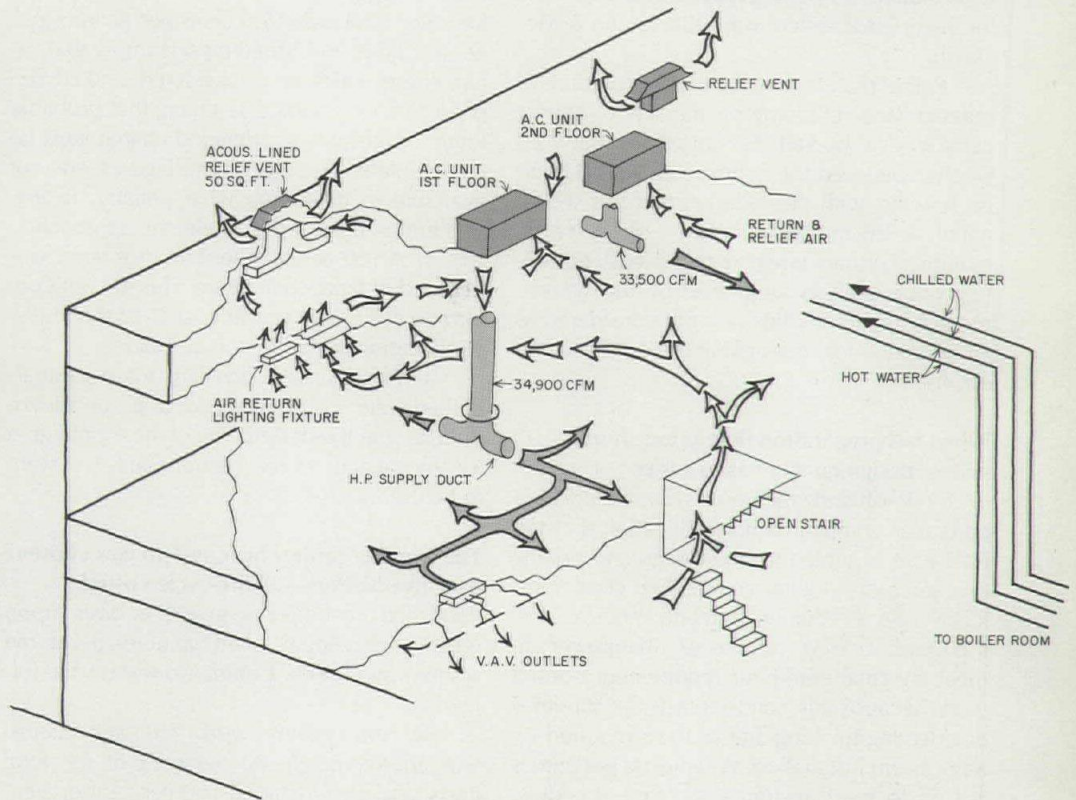 RELIEF VENT
A.C. UNIT
2ND FLOOR
ACOUS. LINED
RELIEF VENT
50 SQ. FT.
A.C. UNIT
1ST FLOOR
RETURN &
RELIEF AIR
33,500 CFM
CHILLED WATER
HOT WATER
AIR RETURN
LIGHTING FIXTURE
34,900 CFM
H.P. SUPPLY DUCT
OPEN STAIR
TO BOILER ROOM
V.A.V. OUTLETS